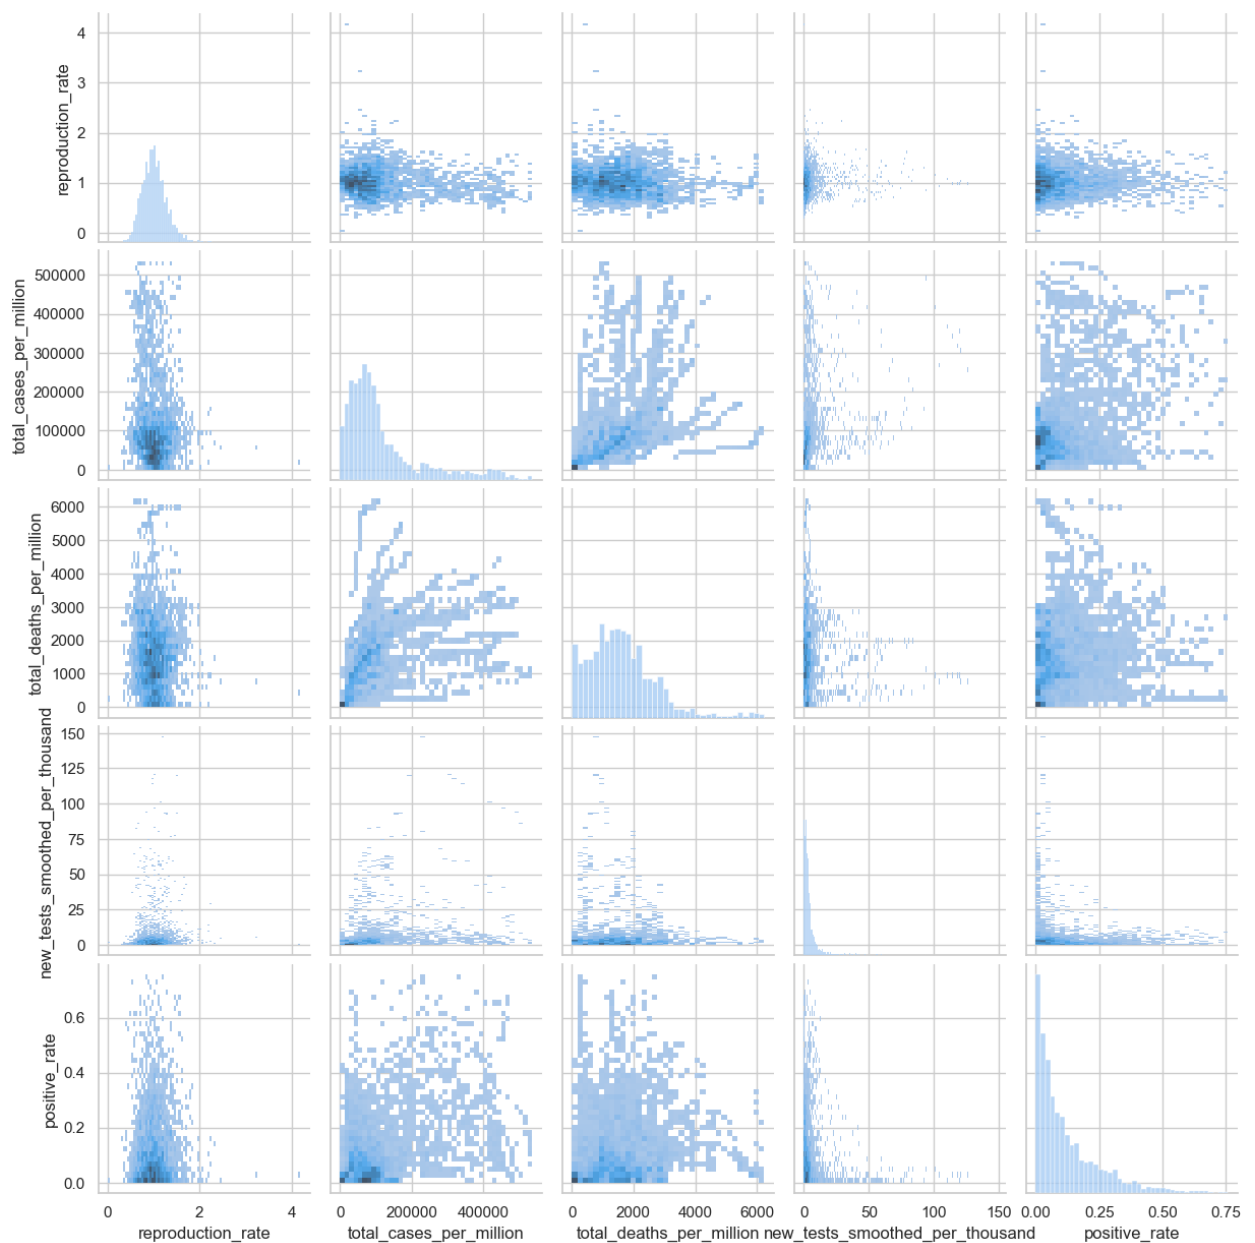 4
3
2
1
0
reproduction_rate
500000
400000
300000
200000
100000
0
total_cases_per_million
6000
5000
4000
3000
2000
1000
0
total_deaths_per_million
150
125
100
75
50
25
0
new_tests_smoothed_per_thousand
0.6
0.4
0.2
0.0
positive_rate
0 2 4
reproduction_rate
0 200000 400000
total_cases_per_million
0 2000 4000 6000
total_deaths_per_million
0 50 100 150
new_tests_smoothed_per_thousand
0.00 0.25 0.50 0.75
positive_rate